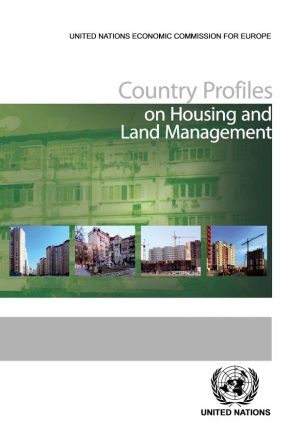 UNITED NATIONS ECONOMIC COMMISSION FOR EUROPE
Country Profiles
on Housing and
Land Management
UNITED NATIONS